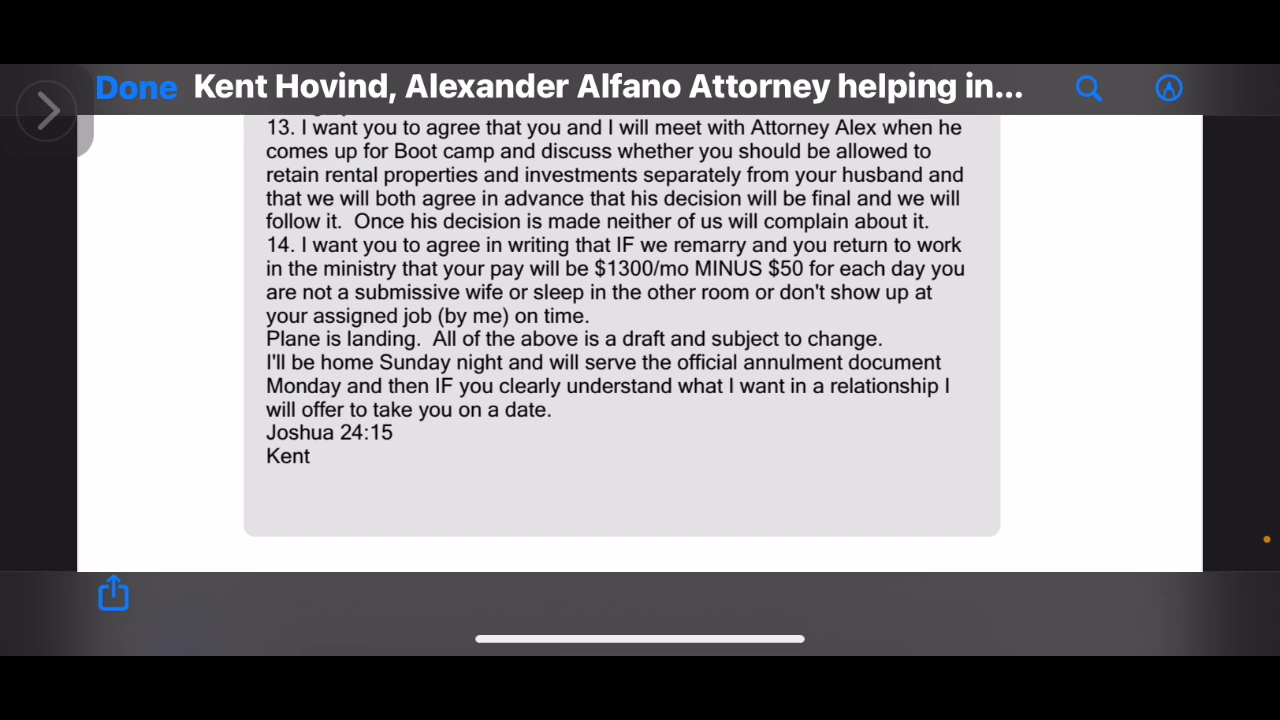 Done Kent Hovind, Alexander Alfano Attorney helping in...
13. I want you to agree that you and I will meet with Attorney Alex when he
comes up for Boot camp and discuss whether you should be allowed to
retain rental properties and investments separately from your husband and
that we will both agree in advance that his decision will be final and we will
follow it.  Once his decision is made neither of us will complain about it.
14. I want you to agree in writing that IF we remarry and you return to work
in the ministry that your pay will be $1300/mo MINUS $50 for each day you
are not a submissive wife or sleep in the other room or don't show up at
your assigned job (by me) on time.
Plane is landing.  All of the above is a draft and subject to change.
I'll be home Sunday night and will serve the official annulment document
Monday and then IF you clearly understand what I want in a relationship I
will offer to take you on a date.
Joshua 24:15
Kent